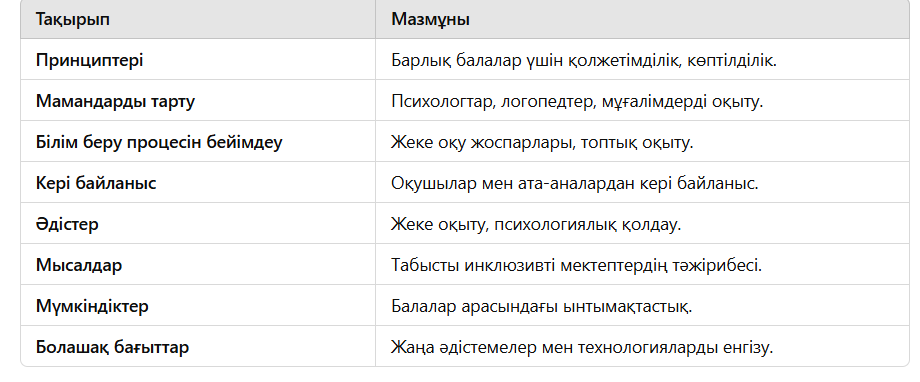 Тақырып Мазмұны
Принциптері Барлық балалар үшін қолжетімділік, көптілділік.
Мамандарды тарту Психологтар, логопедтер, мұғалімдерді оқыту.
Білім беру процесін бейімдеу Жеке оқу жоспарлары, топтық оқыту.
Кері байланыс Оқушылар мен ата-аналардан кері байланыс.
Әдістер Жеке оқыту, психологиялық қолдау.
Мысалдар Табысты инклюзивті мектептердің тәжірибесі.
Мүмкіндіктер Балалар арасындағы ынтымақтастық.
Болашақ бағыттар Жаңа әдістемелер мен технологияларды енгізу.